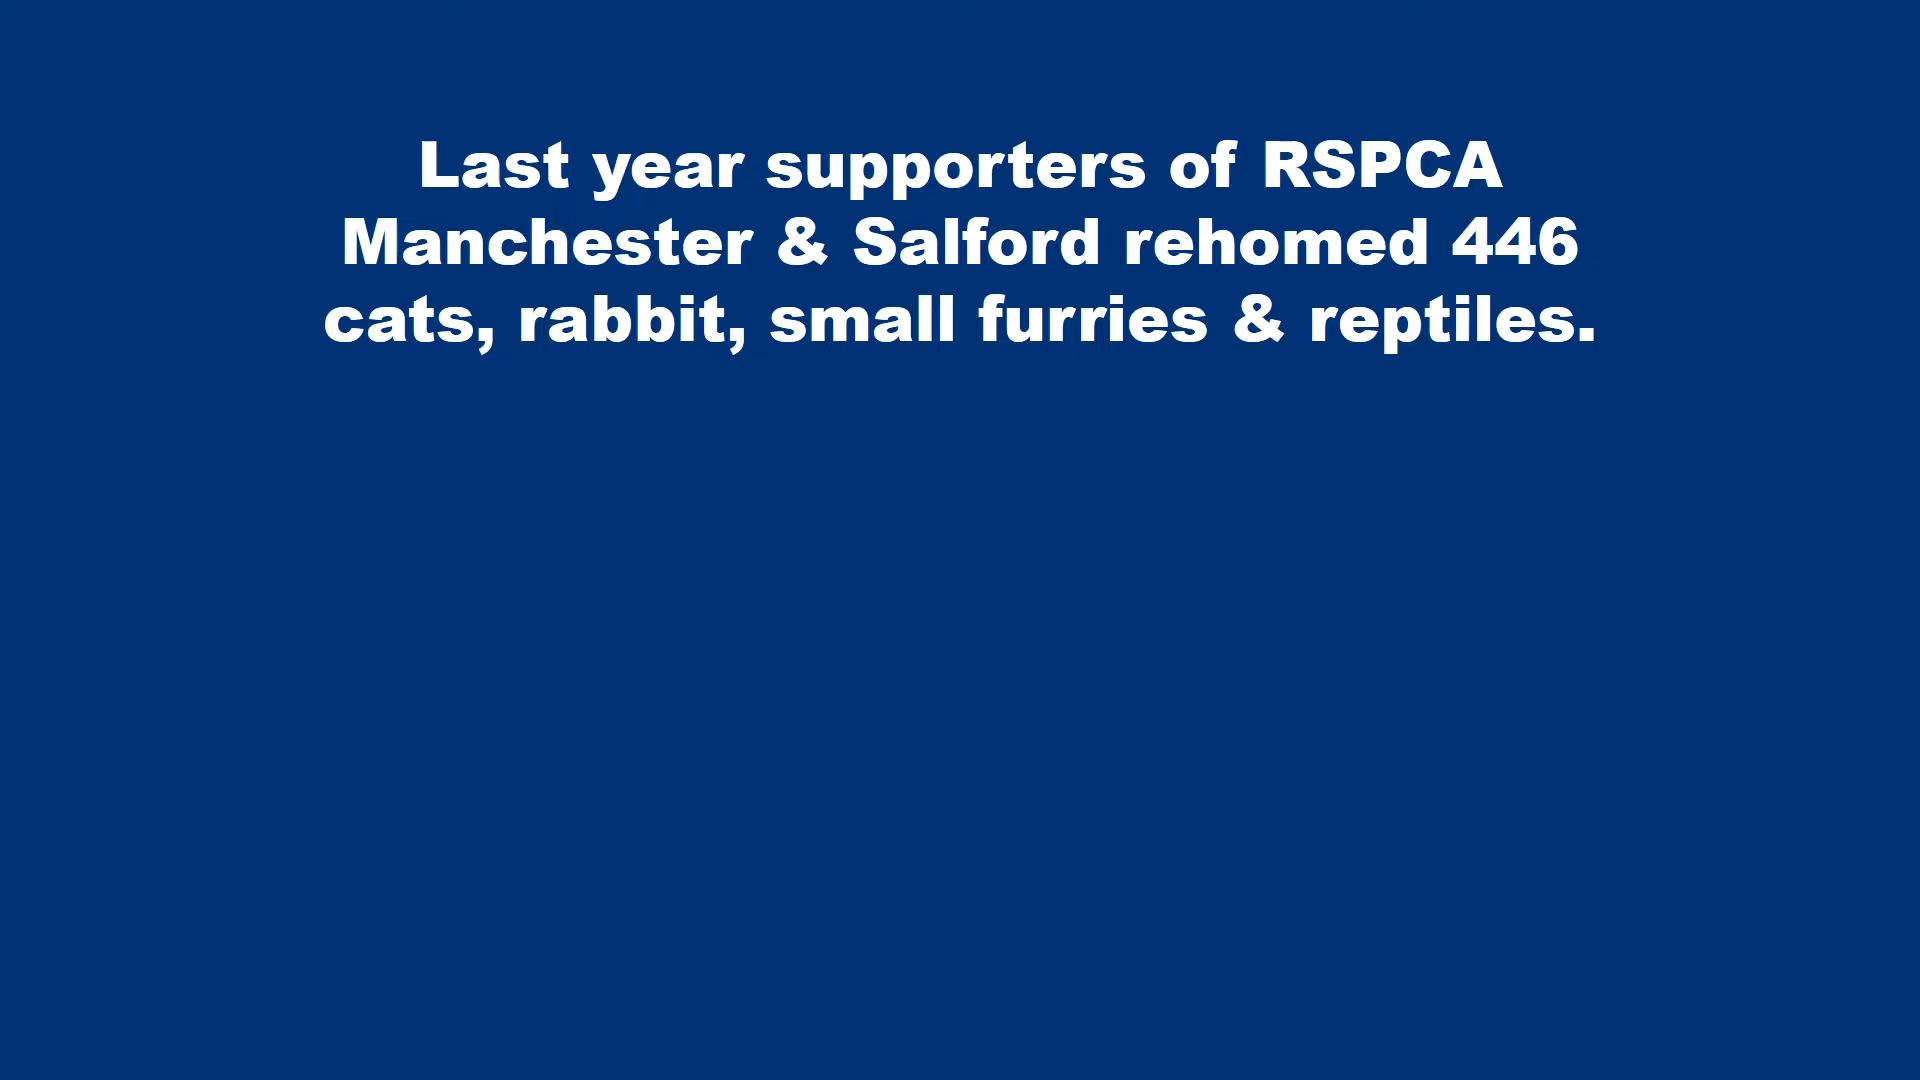 Last year supporters of RSPCA
Manchester & Salford rehomed 446
cats, rabbit, small furries & reptiles.